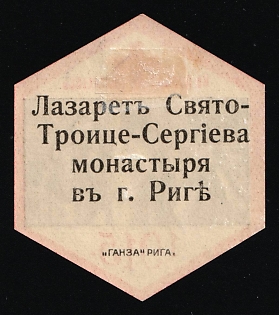 Лазаретъ Свято-
Троице-Сергіева
монастыря
въ г. Ригѣ
„ГАНЗА“ РИГА.